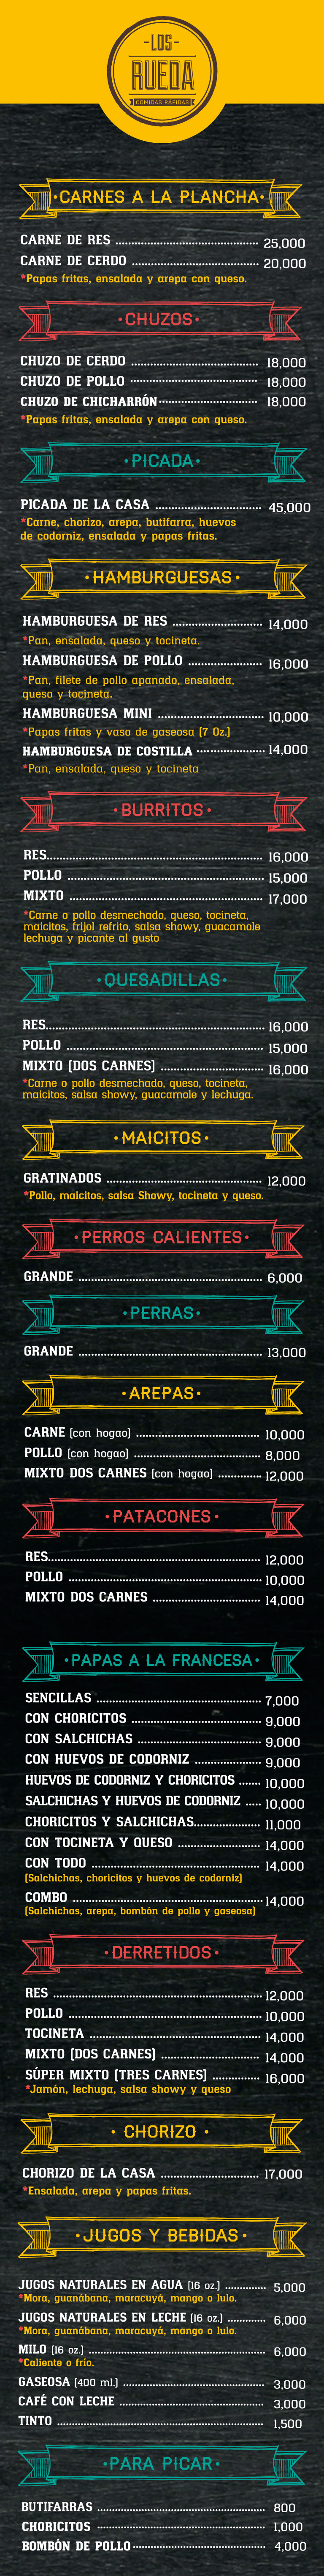 -LOS-
RUEDA
COMIDAS RÁPIDAS
•CARNES A LA PLANCHA•
CARNE DE RES 25,000
CARNE DE CERDO 20,000
*Papas fritas, ensalada y arepa con queso.
•CHUZOS•
CHUZO DE CERDO 18,000
CHUZO DE POLLO 18,000
CHUZO DE CHICHARRÓN 18,000
*Papas fritas, ensalada y arepa con queso.
•PICADA•
PICADA DE LA CASA 45,000
*Carne, chorizo, arepa, butifarra, huevos
de codorniz, ensalada y papas fritas.
•HAMBURGUESAS•
HAMBURGUESA DE RES 14,000
*Pan, ensalada, queso y tocineta.
HAMBURGUESA DE POLLO 16,000
*Pan, filete de pollo apanado, ensalada,
queso y tocineta.
HAMBURGUESA MINI 10,000
*Papas fritas y vaso de gaseosa (7 Oz.)
HAMBURGUESA DE COSTILLA 14,000
*Pan, ensalada, queso y tocineta
•BURRITOS•
RES 16,000
POLLO 15,000
MIXTO 17,000
*Carne o pollo desmechado, queso, tocineta,
maicitos, frijol refrito, salsa showy, guacamole
lechuga y picante al gusto
•QUESADILLAS•
RES 16,000
POLLO 15,000
MIXTO (DOS CARNES) 16,000
*Carne o pollo desmechado, queso, tocineta,
maicitos, salsa showy, guacamole y lechuga.
•MAICITOS•
GRATINADOS 12,000
*Pollo, maicitos, salsa Showy, tocineta y queso.
•PERROS CALIENTES•
GRANDE 6,000
•PERRAS•
GRANDE 13,000
•AREPAS•
CARNE (con hogao) 10,000
POLLO (con hogao) 8,000
MIXTO DOS CARNES (con hogao) 12,000
•PATACONES•
RES 12,000
POLLO 10,000
MIXTO DOS CARNES 14,000
•PAPAS A LA FRANCESA•
SENCILLAS 7,000
CON CHORICITOS 9,000
CON SALCHICHAS 9,000
CON HUEVOS DE CODORNIZ 9,000
HUEVOS DE CODORNIZ Y CHORICITOS 10,000
SALCHICHAS Y HUEVOS DE CODORNIZ 10,000
CHORICITOS Y SALCHICHAS 11,000
CON TOCINETA Y QUESO 14,000
CON TODO 14,000
(Salchichas, choricitos y huevos de codorniz)
COMBO 14,000
(Salchichas, arepa, bombón de pollo y gaseosa)
•DERRETIDOS•
RES 12,000
POLLO 10,000
TOCINETA 14,000
MIXTO (DOS CARNES) 14,000
SÚPER MIXTO (TRES CARNES) 16,000
*Jamón, lechuga, salsa showy y queso
• CHORIZO •
CHORIZO DE LA CASA 17,000
*Ensalada, arepa y papas fritas.
•JUGOS Y BEBIDAS•
JUGOS NATURALES EN AGUA (16 oz.) 5,000
*Mora, guanábana, maracuyá, mango o lulo.
JUGOS NATURALES EN LECHE (16 oz.) 6,000
*Mora, guanábana, maracuyá, mango o lulo.
MILO (16 oz.) 6,000
*Caliente o frío.
GASEOSA (400 ml.) 3,000
CAFÉ CON LECHE 3,000
TINTO 1,500
•PARA PICAR•
BUTIFARRAS 800
CHORICITOS 1,000
BOMBÓN DE POLLO 4,000